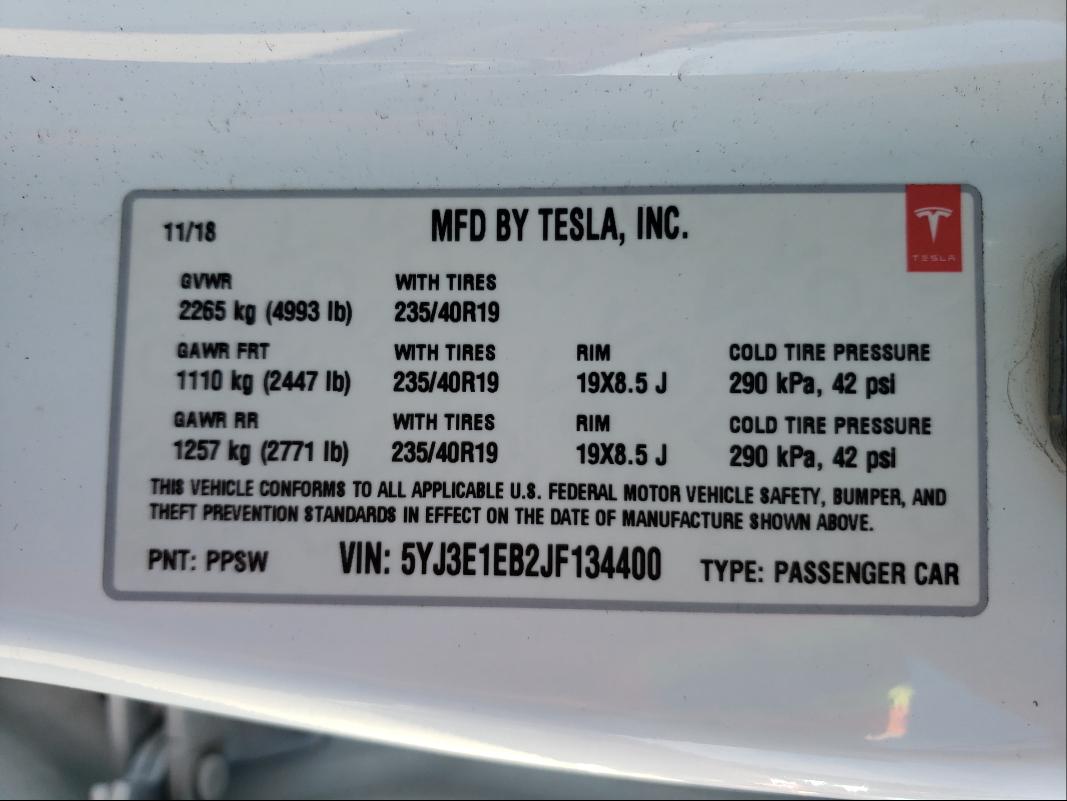 11/18 MFD BY TESLA, INC.
TESLA
GVWR WITH TIRES
2265 kg (4993 lb) 235/40R19
GAWR FRT WITH TIRES RIM COLD TIRE PRESSURE
1110 kg (2447 lb) 235/40R19 19X8.5 J 290 kPa, 42 psi
GAWR RR WITH TIRES RIM COLD TIRE PRESSURE
1257 kg (2771 lb) 235/40R19 19X8.5 J 290 kPa, 42 psi
THIS VEHICLE CONFORMS TO ALL APPLICABLE U.S. FEDERAL MOTOR VEHICLE SAFETY, BUMPER, AND
THEFT PREVENTION STANDARDS IN EFFECT ON THE DATE OF MANUFACTURE SHOWN ABOVE.
PNT: PPSW VIN: 5YJ3E1EB2JF134400 TYPE: PASSENGER CAR